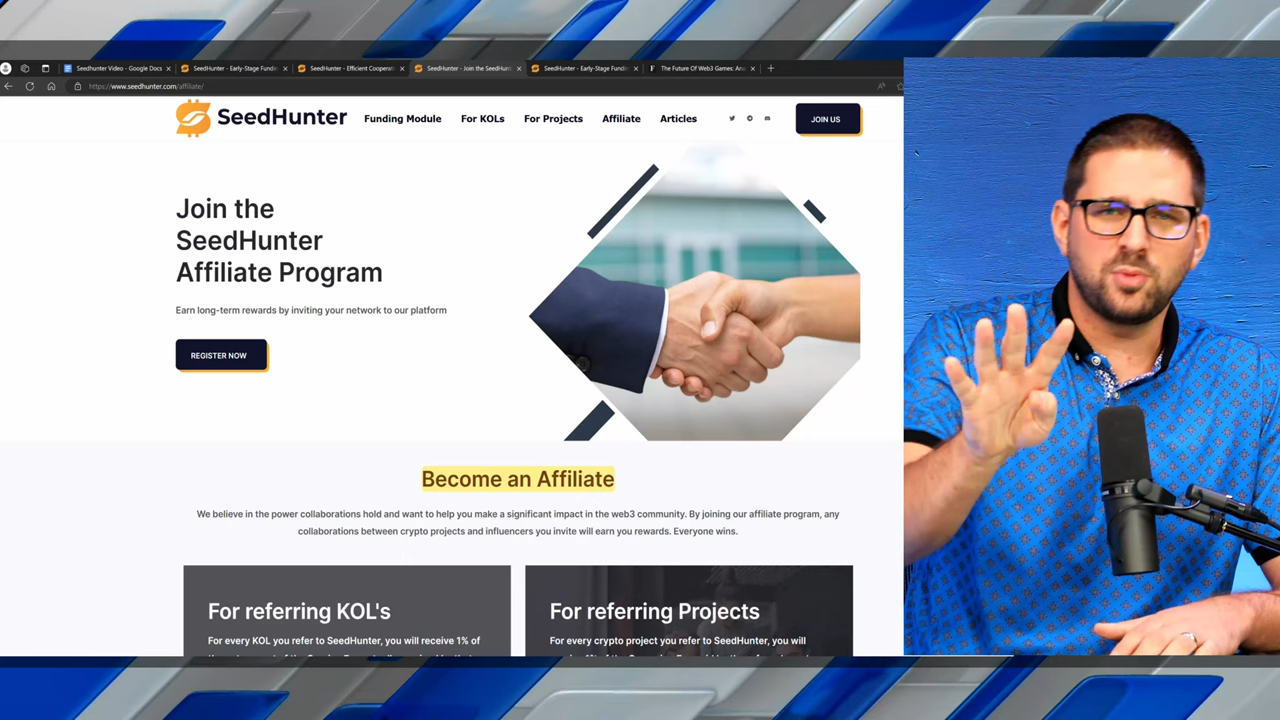 Seedhunter Video - Google Docs
SeedHunter - Early-Stage Fundi
SeedHunter - Efficient Cooperat
SeedHunter - Join the SeedHun
SeedHunter - Early-Stage Fundi
The Future Of Web3 Games: An
https://www.seedhunter.com/affiliate/
SeedHunter
Funding Module
For KOLs
For Projects
Affiliate
Articles
JOIN US
Join the
SeedHunter
Affiliate Program
Earn long-term rewards by inviting your network to our platform
REGISTER NOW
Become an Affiliate
We believe in the power collaborations hold and want to help you make a significant impact in the web3 community. By joining our affiliate program, any
collaborations between crypto projects and influencers you invite will earn you rewards. Everyone wins.
For referring KOL's
For every KOL you refer to SeedHunter, you will receive 1% of
For referring Projects
For every crypto project you refer to SeedHunter, you will